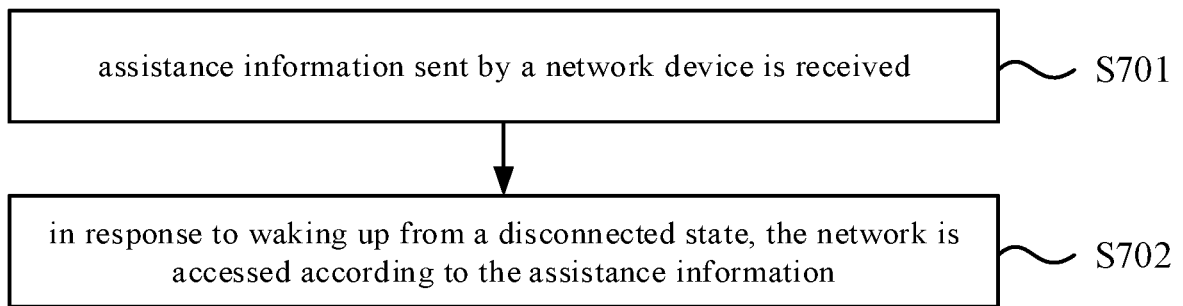 assistance information sent by a network device is received
S701
in response to waking up from a disconnected state, the network is
accessed according to the assistance information
S702